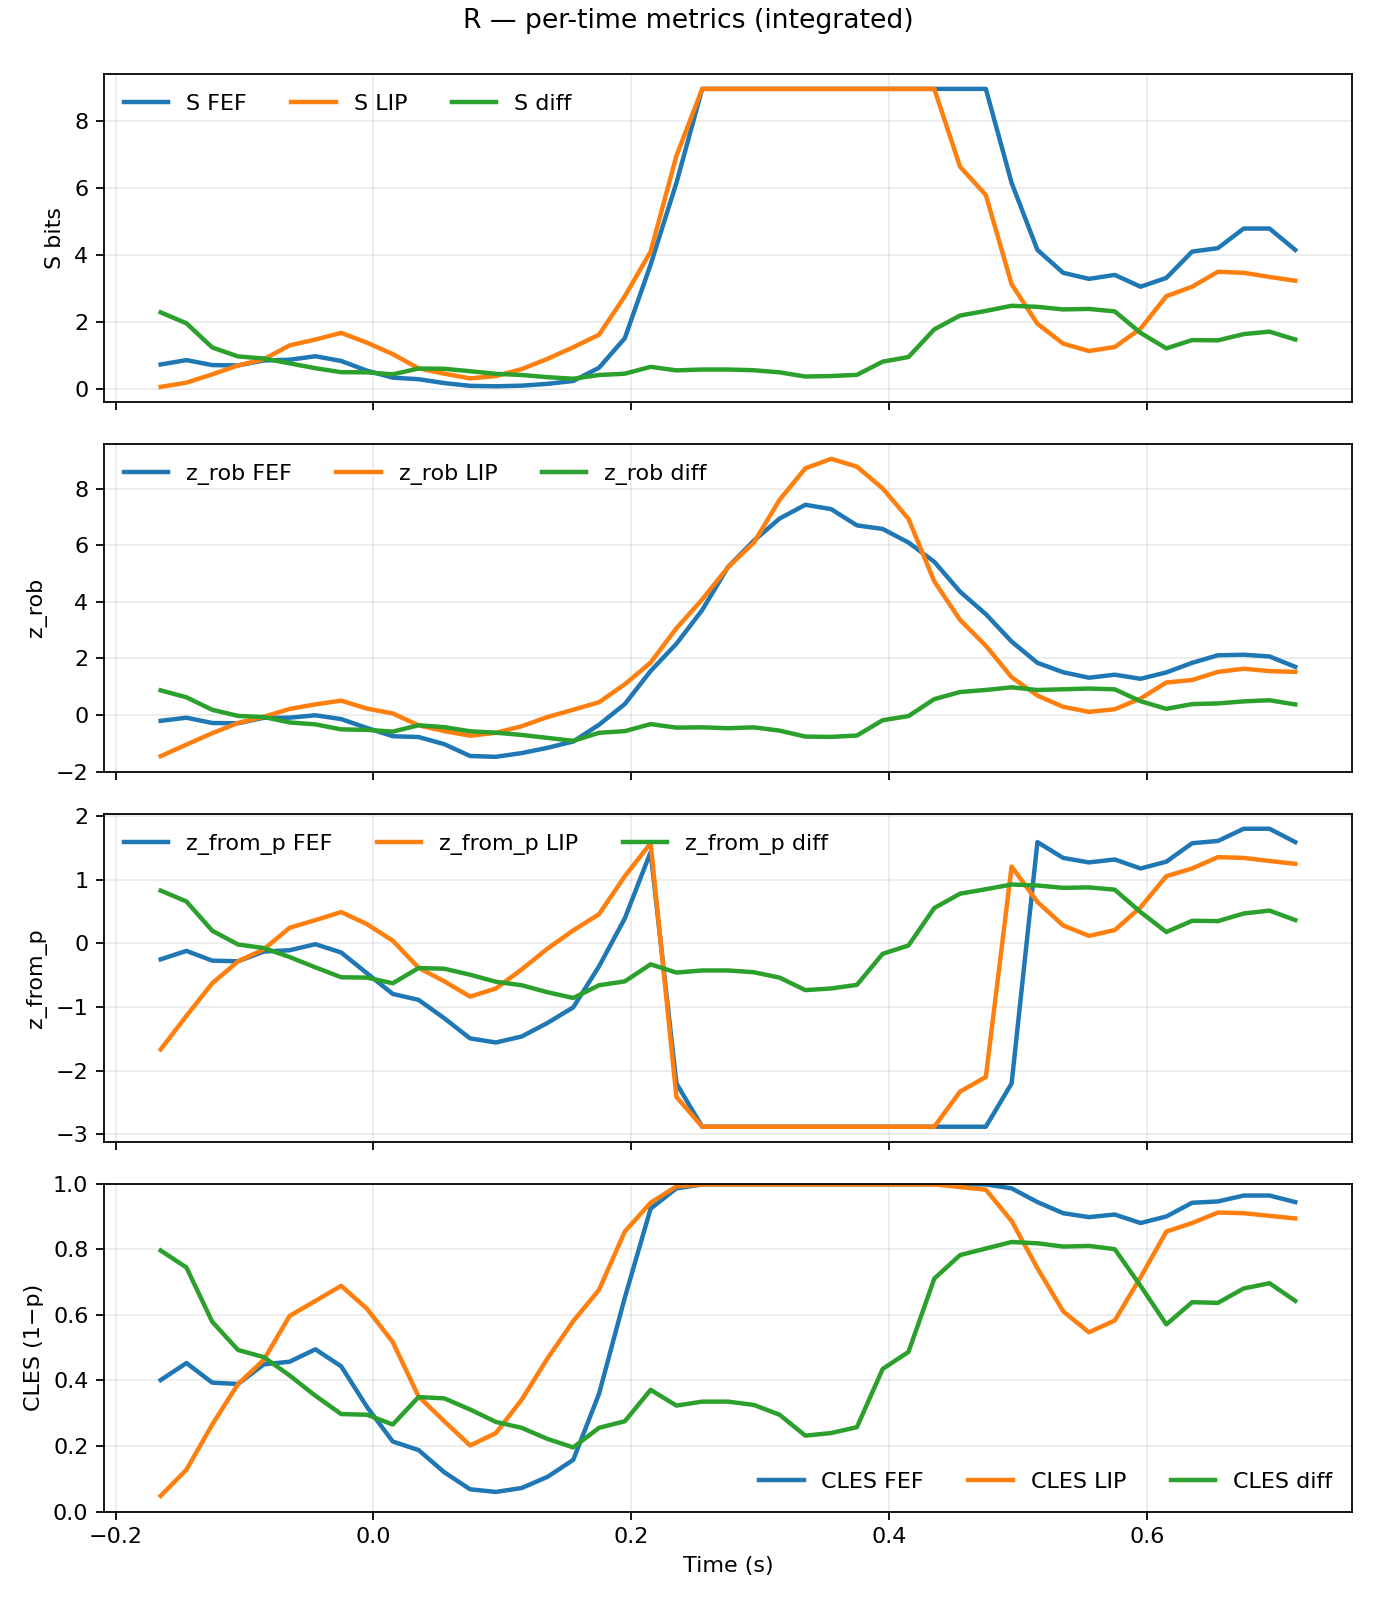 R — per-time metrics (integrated)
S FEF S LIP S diff
8
6
4
2
0
S bits
z_rob FEF z_rob LIP z_rob diff
8
6
4
2
0
−2
z_rob
z_from_p FEF z_from_p LIP z_from_p diff
2
1
0
−1
−2
−3
z_from_p
1.0
0.8
0.6
0.4
0.2
0.0
CLES (1−p)
CLES FEF CLES LIP CLES diff
−0.2 0.0 0.2 0.4 0.6
Time (s)